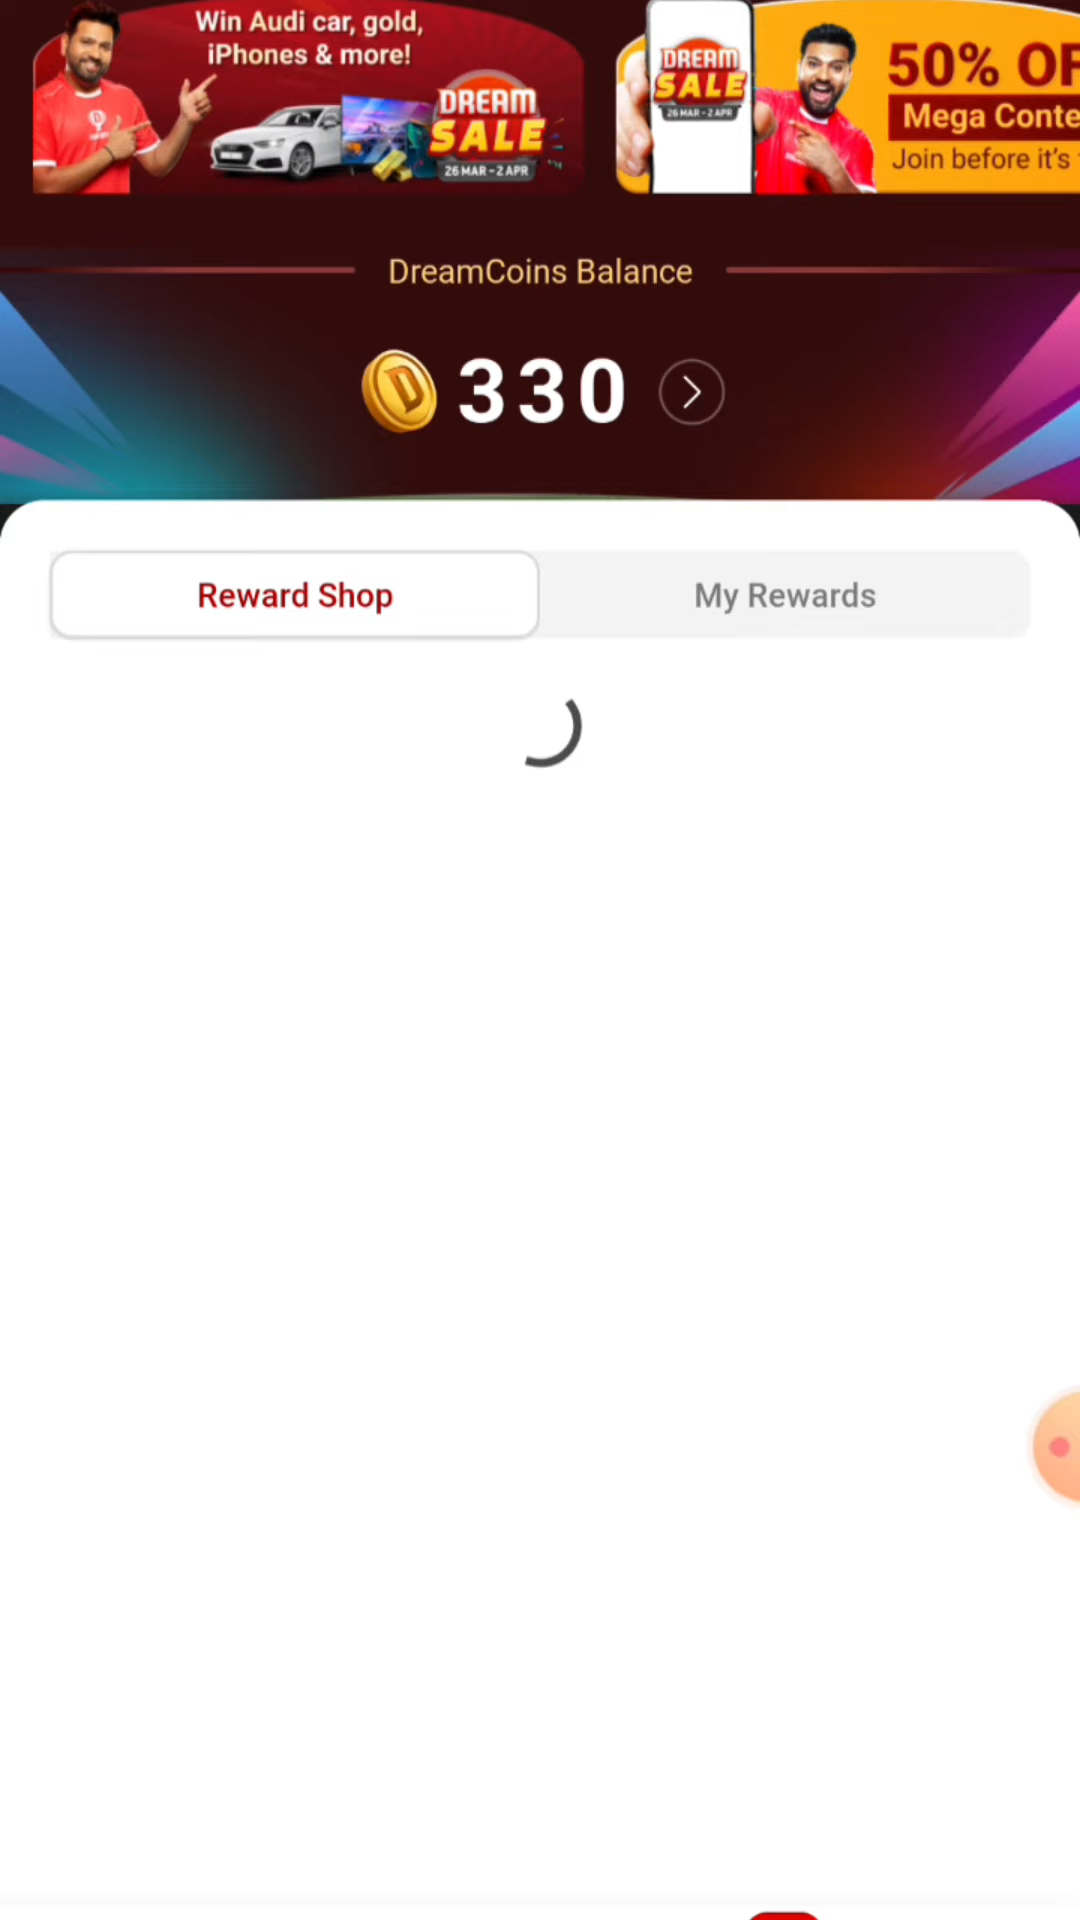 Win Audi car, gold,
iPhones & more!
DREAM
SALE
26 MAR - 2 APR
DREAM
SALE
26 MAR - 2 APR
50% OF
Mega Conte
Join before it's
DreamCoins Balance
D 330
Reward Shop
My Rewards